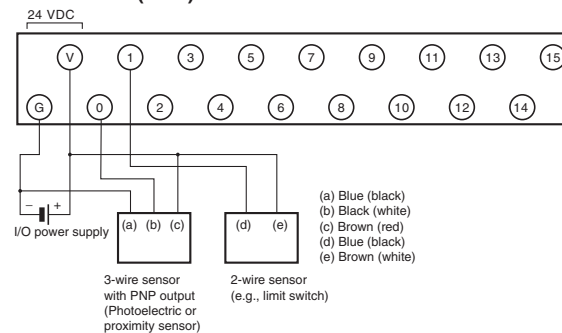 24 VDC
V 1 3 5 7 9 11 13 15
G 0 2 4 6 8 10 12 14
– +
I/O power supply
(a) (b) (c)
(d) (e)
3-wire sensor
with PNP output
(Photoelectric or
proximity sensor)
2-wire sensor
(e.g., limit switch)
(a) Blue (black)
(b) Black (white)
(c) Brown (red)
(d) Blue (black)
(e) Brown (white)